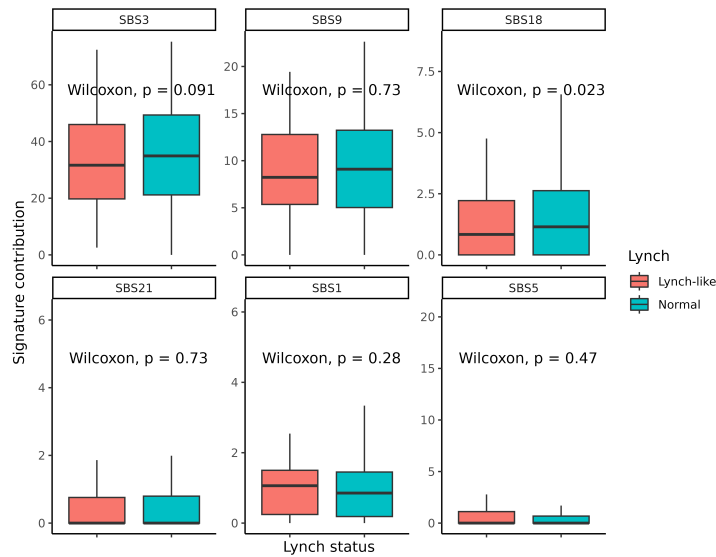 SBS3
SBS9
SBS18
60
40
20
0
Wilcoxon, p = 0.091
20
15
10
5
0
Wilcoxon, p = 0.73
7.5
5.0
2.5
0.0
Wilcoxon, p = 0.023
SBS21
SBS1
SBS5
6
4
2
0
Wilcoxon, p = 0.73
6
4
2
0
Wilcoxon, p = 0.28
20
15
10
5
0
Wilcoxon, p = 0.47
Signature contribution
Lynch status
Lynch
Lynch-like
Normal